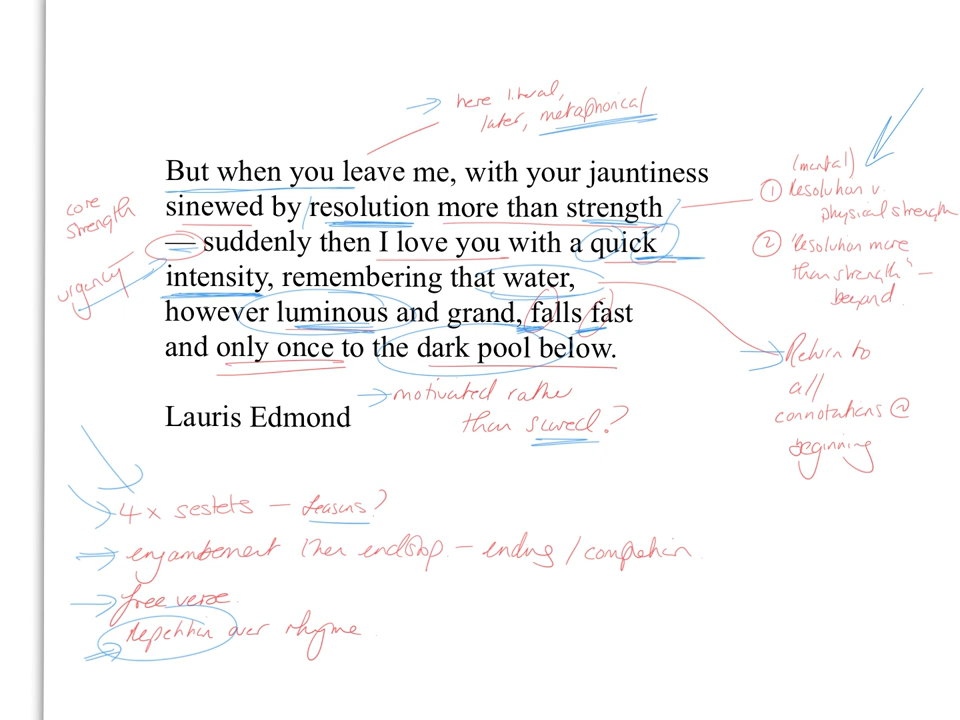 here literal,
later, metaphorical
But when you leave me, with your jauntiness
sinewed by resolution more than strength
— suddenly then I love you with a quick
intensity, remembering that water,
however luminous and grand, falls fast
and only once to the dark pool below.
Lauris Edmond
core
strength
urgency
(mental)
① Resolution v.
physical strength
② "Resolution more
than strength" –
beyond.
Return to
all
connotations @
beginning
motivated rather
than scared?
4 x sestets – seasons?
enjambement then endstop. – ending / completion
free verse.
Repetition over rhyme